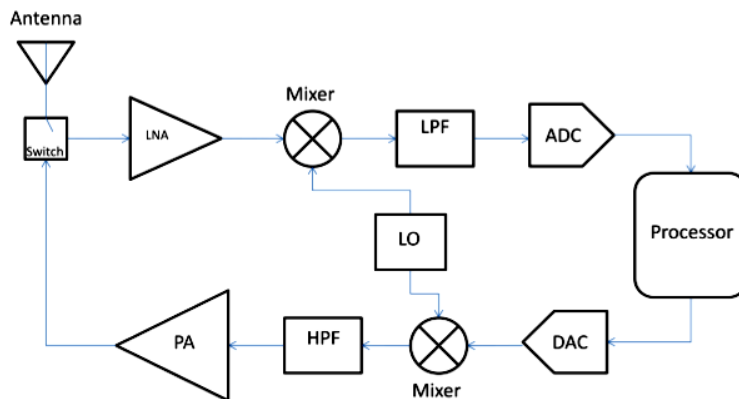 Antenna
Mixer
Switch
LNA
LPF
ADC
LO
Processor
PA
HPF
DAC
Mixer